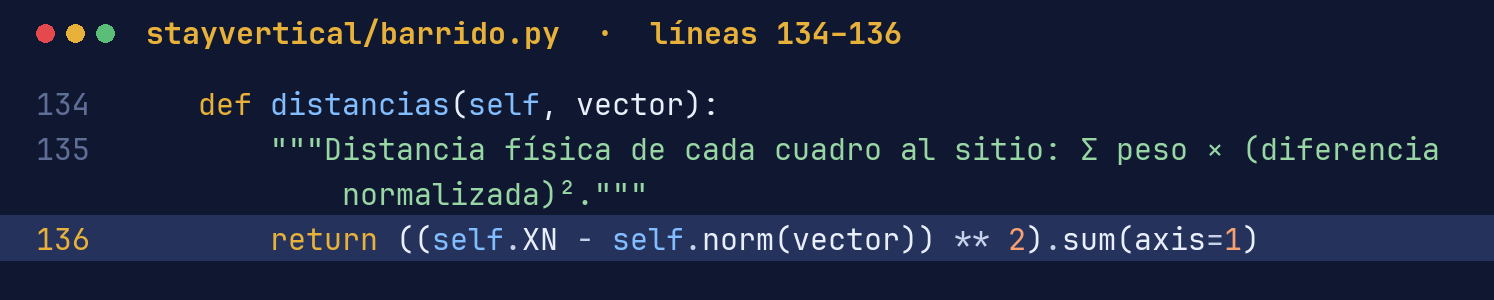 stayvertical/barrido.py · líneas 134–136
134 def distancias(self, vector):
135 """Distancia física de cada cuadro al sitio: Σ peso × (diferencia
normalizada)²."""
136 return ((self.XN - self.norm(vector)) ** 2).sum(axis=1)